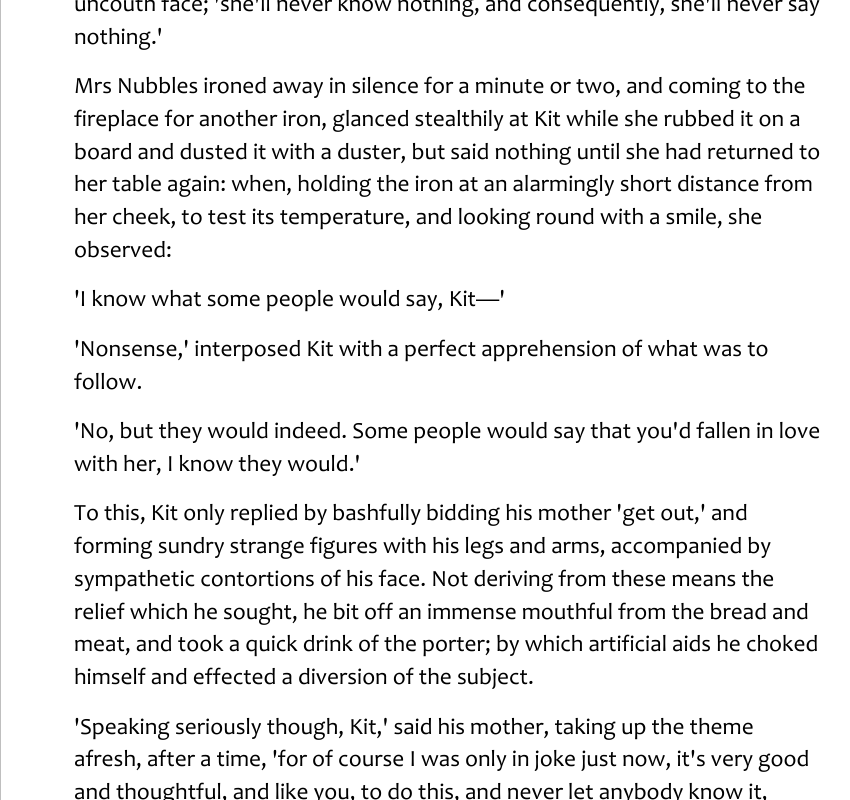 uncouth face; 'she'll never know nothing, and consequently, she'll never say
nothing.'
Mrs Nubbles ironed away in silence for a minute or two, and coming to the
fireplace for another iron, glanced stealthily at Kit while she rubbed it on a
board and dusted it with a duster, but said nothing until she had returned to
her table again: when, holding the iron at an alarmingly short distance from
her cheek, to test its temperature, and looking round with a smile, she
observed:
'I know what some people would say, Kit—'
'Nonsense,' interposed Kit with a perfect apprehension of what was to
follow.
'No, but they would indeed. Some people would say that you'd fallen in love
with her, I know they would.'
To this, Kit only replied by bashfully bidding his mother 'get out,' and
forming sundry strange figures with his legs and arms, accompanied by
sympathetic contortions of his face. Not deriving from these means the
relief which he sought, he bit off an immense mouthful from the bread and
meat, and took a quick drink of the porter; by which artificial aids he choked
himself and effected a diversion of the subject.
'Speaking seriously though, Kit,' said his mother, taking up the theme
afresh, after a time, 'for of course I was only in joke just now, it's very good
and thoughtful, and like you, to do this, and never let anybody know it,